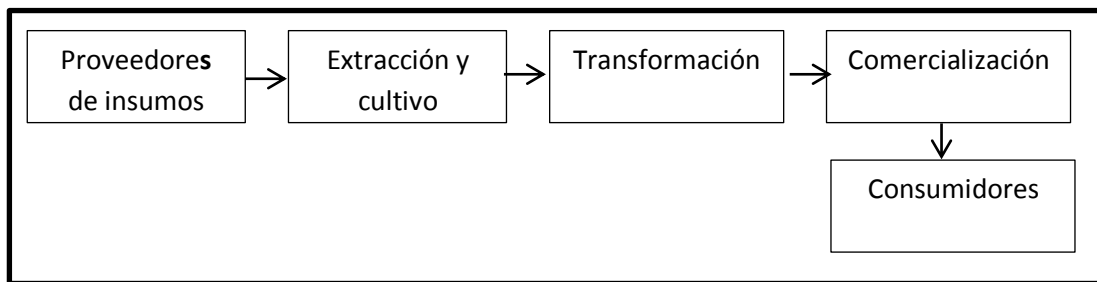 Proveedores
de insumos
Extracción y
cultivo
Transformación
Comercialización
Consumidores